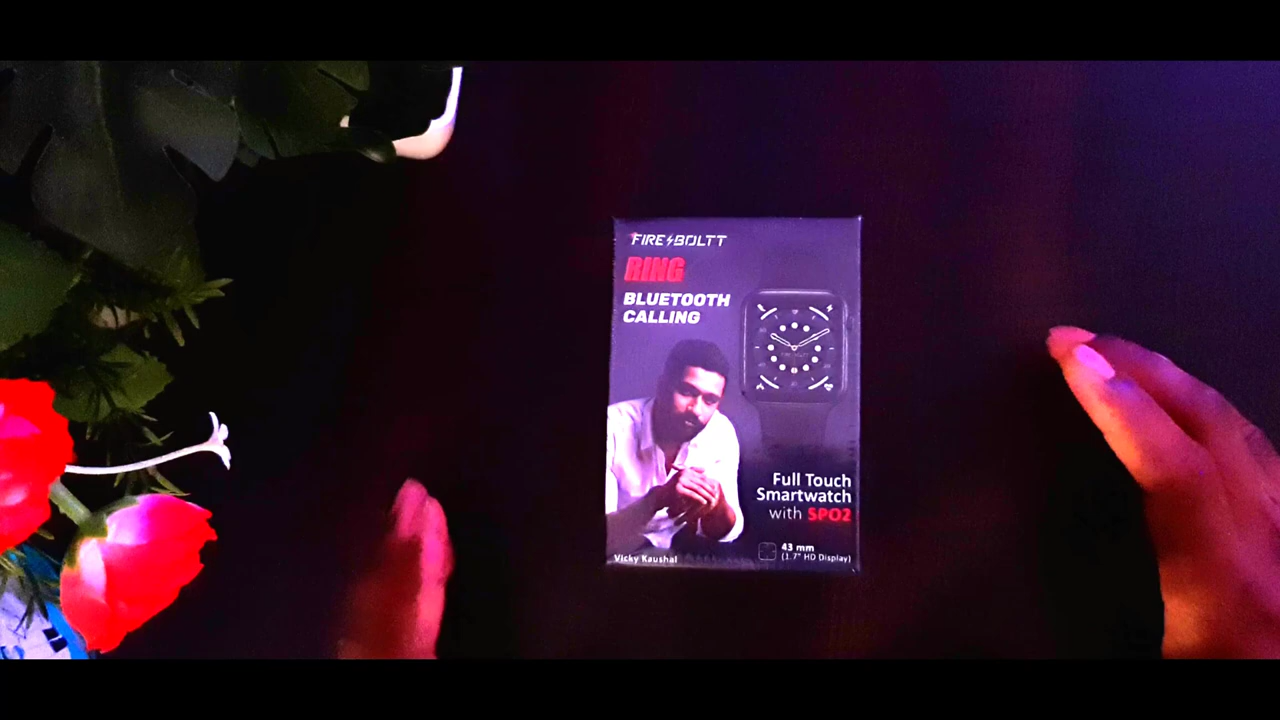 FIRE BOLTT
RING
BLUETOOTH
CALLING
Full Touch
Smartwatch
with SPO2
43 mm
(1.7" HD Display)
Vicky Kaushal